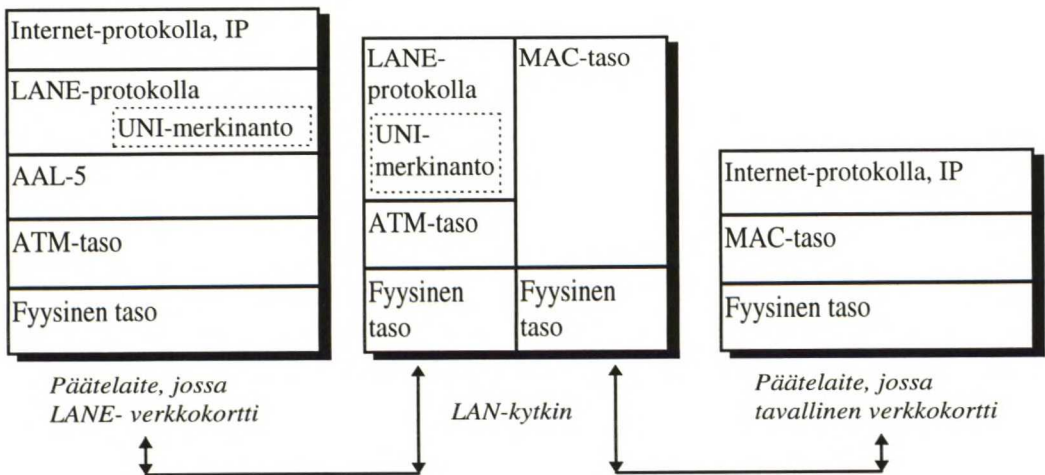 Internet-protokolla, IP
LANE-protokolla
UNI-merkinanto
AAL-5
ATM-taso
Fyysinen taso
Päätelaite, jossa
LANE- verkkokortti
LANE-
protokolla
UNI-
merkinanto
ATM-taso
Fyysinen
taso
MAC-taso
Fyysinen
taso
LAN-kytkin
Internet-protokolla, IP
MAC-taso
Fyysinen taso
Päätelaite, jossa
tavallinen verkkokortti